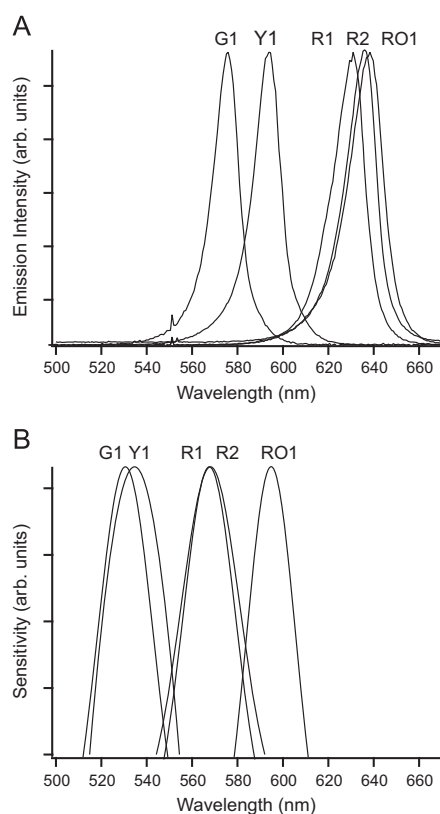 A
G1 Y1 R1 R2 RO1
Emission Intensity (arb. units)
500 520 540 560 580 600 620 640 660
Wavelength (nm)
B
G1 Y1 R1 R2 RO1
Sensitivity (arb. units)
500 520 540 560 580 600 620 640 660
Wavelength (nm)